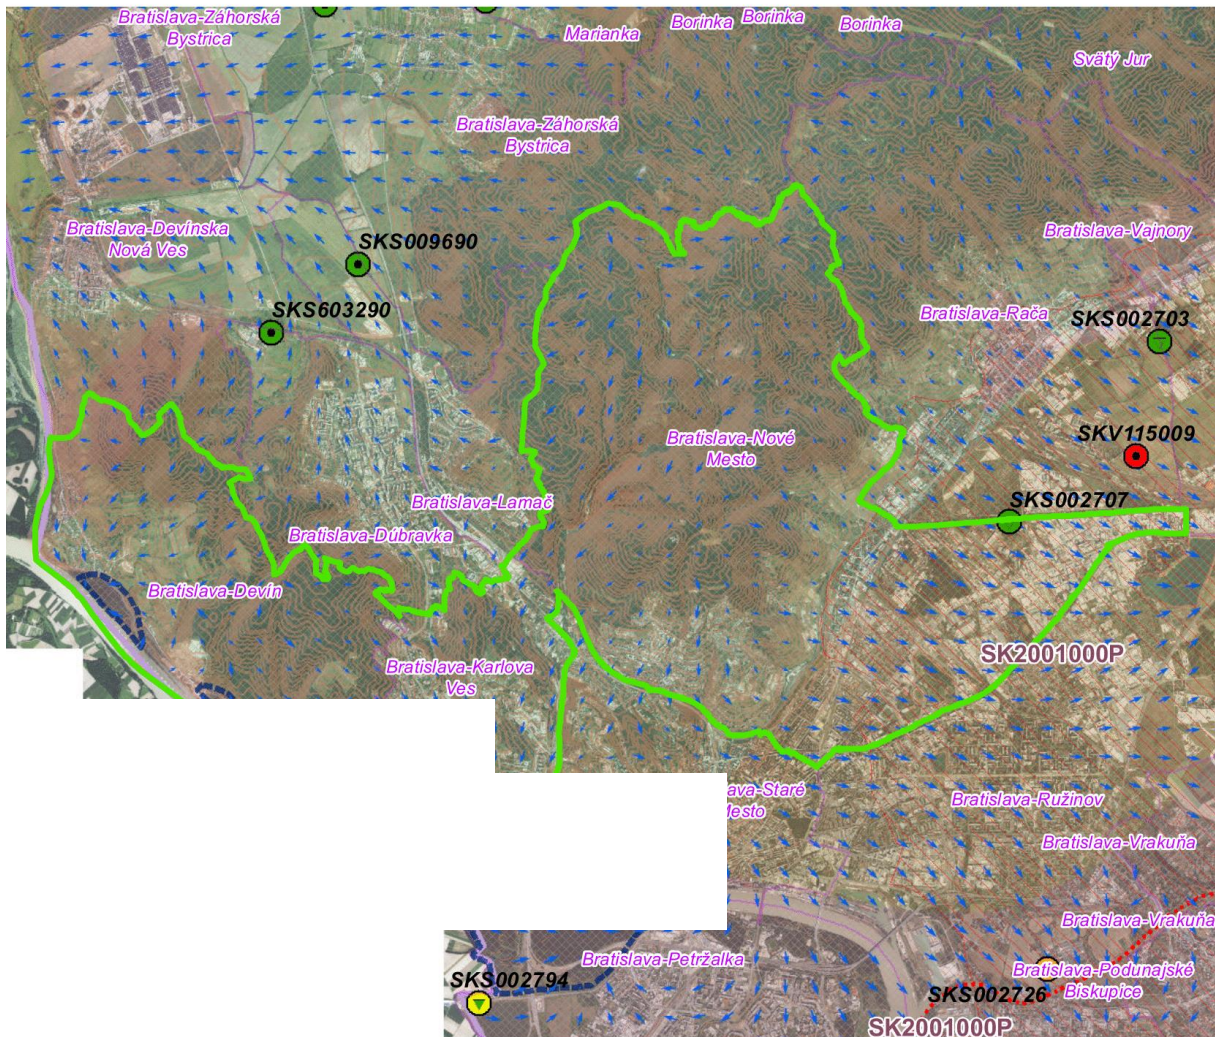 Bratislava-Záhorská
Bystrica
Marianka
Borinka
Borinka
Borinka
Svätý Jur
Bratislava-Záhorská
Bystrica
Bratislava-Devínska
Nová Ves
SKS009690
Bratislava-Vajnory
SKS603290
Bratislava-Rača
SKS002703
Bratislava-Nové
Mesto
SKV115009
Bratislava-Lamač
SKS002707
Bratislava-Dúbravka
Bratislava-Devín
Bratislava-Karlova
Ves
SK2001000P
ava-Staré
Mesto
Bratislava-Ružinov
Bratislava-Vrakuňa
Bratislava-Vrakuňa
Bratislava-Petržalka
SKS002794
Bratislava-Podunajské
Biskupice
SKS002726
SK2001000P